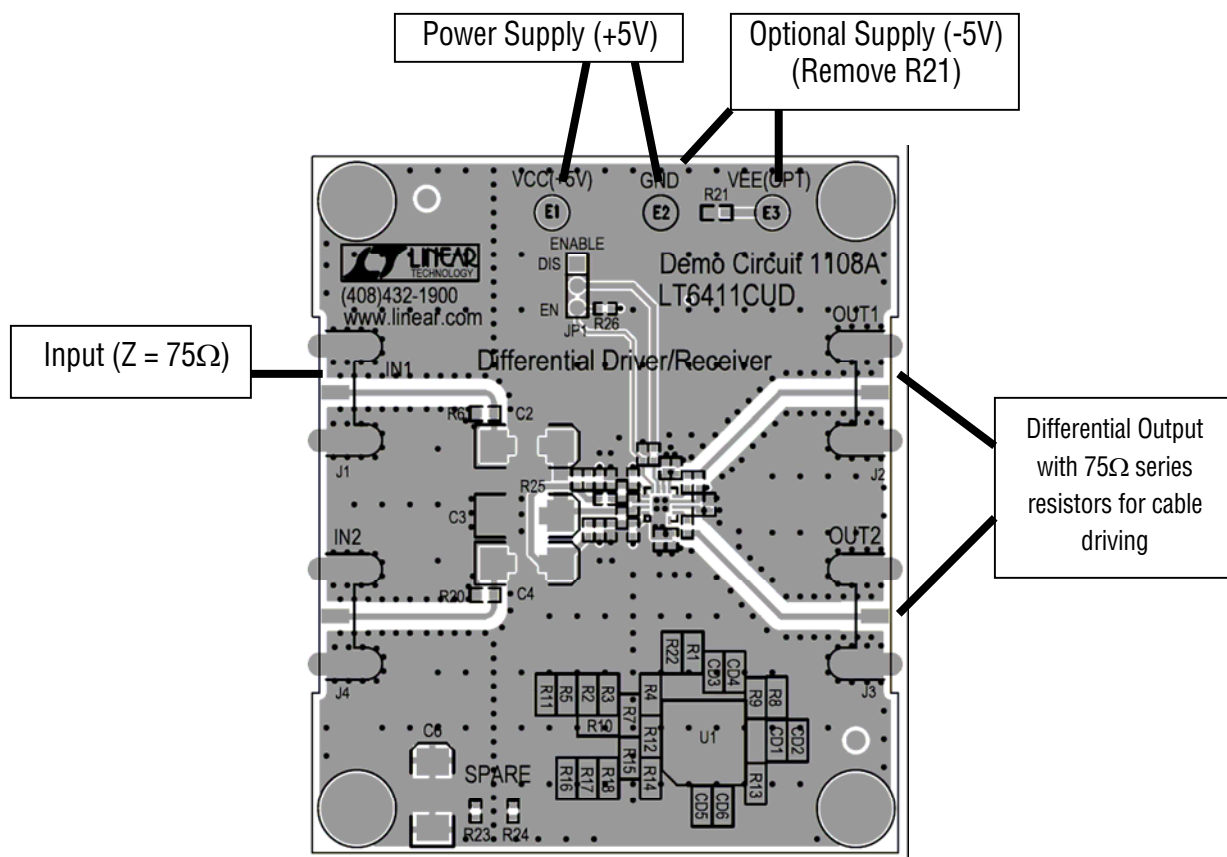 Power Supply (+5V)
Optional Supply (-5V)
(Remove R21)
VCC(+5V)
GND
VEE(OPT)
E1
E2
R21
E3
LINEAR
TECHNOLOGY
(408)432-1900
www.linear.com
ENABLE
DIS
EN
JP1
R26
Demo Circuit 1108A
LT6411CUD
Differential Driver/Receiver
Input (Z = 75Ω)
IN1
OUT1
R6
C2
J1
J2
R25
C3
IN2
OUT2
R20
C4
J4
J3
Differential Output
with 75Ω series
resistors for cable
driving
R22
R1
CD3
CD4
R11
R5
R2
R3
R4
R9
R8
R10
R7
R12
U1
CD1
CD2
R15
R16
R17
R18
R14
R13
CD5
CD6
C6
SPARE
R23
R24